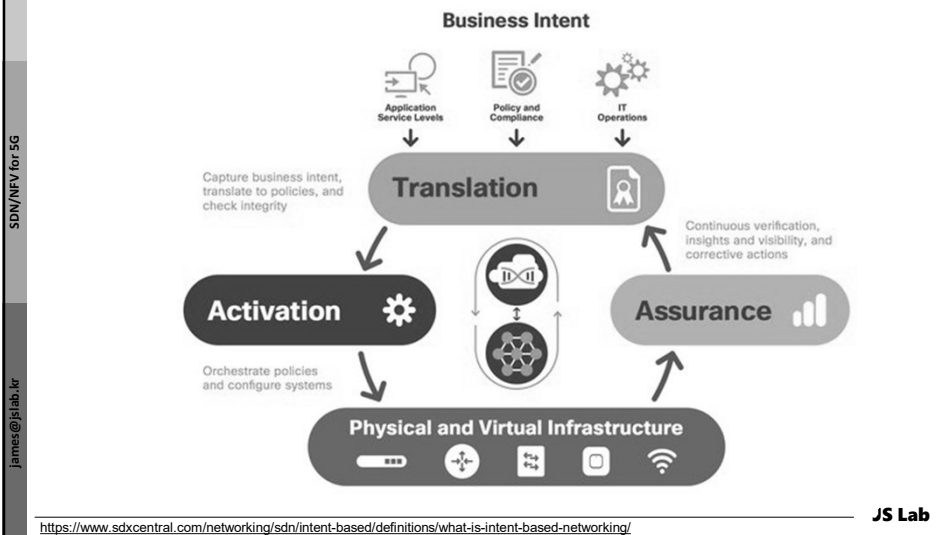 Business Intent
Application
Service Levels
Policy and
Compliance
IT
Operations
Capture business intent,
translate to policies, and
check integrity
Translation
Continuous verification,
insights and visibility, and
corrective actions
Activation
Assurance
Orchestrate policies
and configure systems
Physical and Virtual Infrastructure
SDN/NFV for 5G
james@jslab.kr
https://www.sdxcentral.com/networking/sdn/intent-based/definitions/what-is-intent-based-networking/
JS Lab